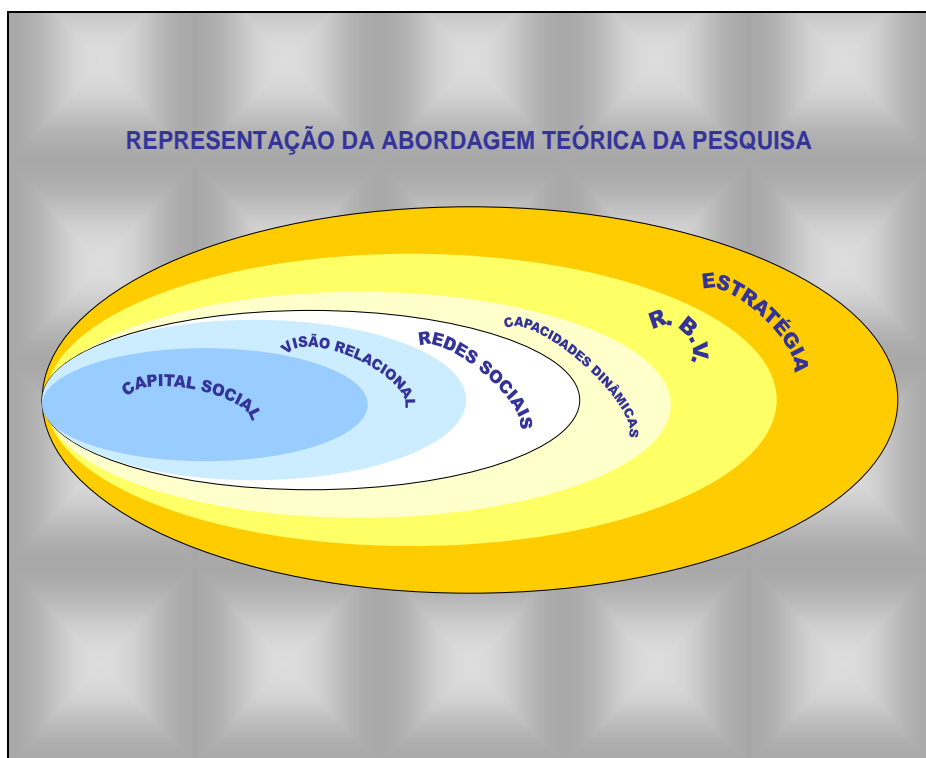 REPRESENTAÇÃO DA ABORDAGEM TEÓRICA DA PESQUISA
CAPITAL SOCIAL
VISÃO RELACIONAL
REDES SOCIAIS
CAPACIDADES DINÂMICAS
R. B.V.
ESTRATÉGIA